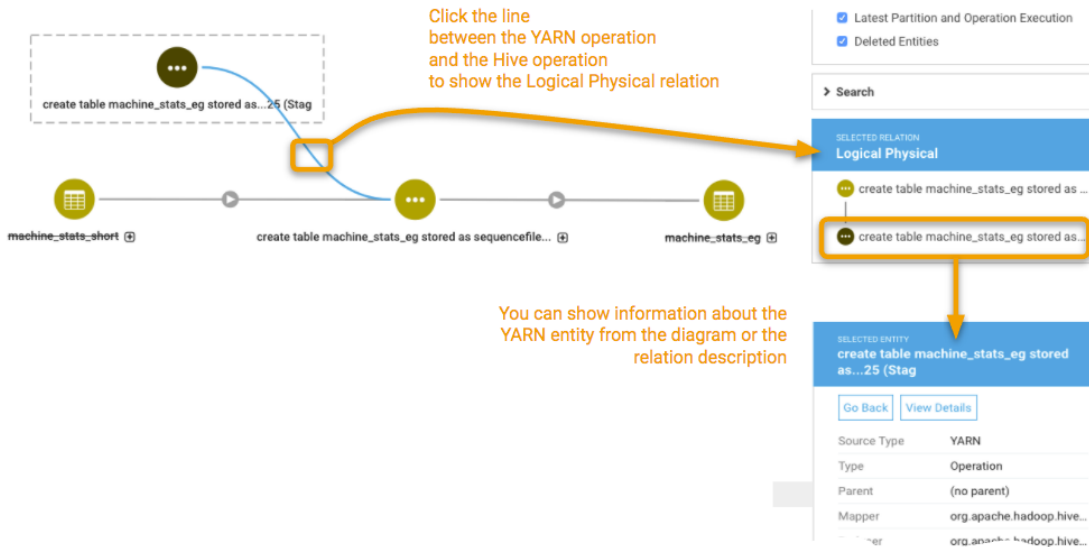 Click the line
between the YARN operation
and the Hive operation
to show the Logical Physical relation
create table machine_stats_eg stored as...25 (Stag
machine_stats_short
create table machine_stats_eg stored as sequencefile...
machine_stats_eg
You can show information about the
YARN entity from the diagram or the
relation description
Latest Partition and Operation Execution
Deleted Entities
Search
SELECTED RELATION
Logical Physical
create table machine_stats_eg stored as ...
create table machine_stats_eg stored as...
SELECTED ENTITY
create table machine_stats_eg stored
as...25 (Stag
Go Back View Details
Source Type YARN
Type Operation
Parent (no parent)
Mapper org.apache.hadoop.hive...
org.apache.hadoop.hive...